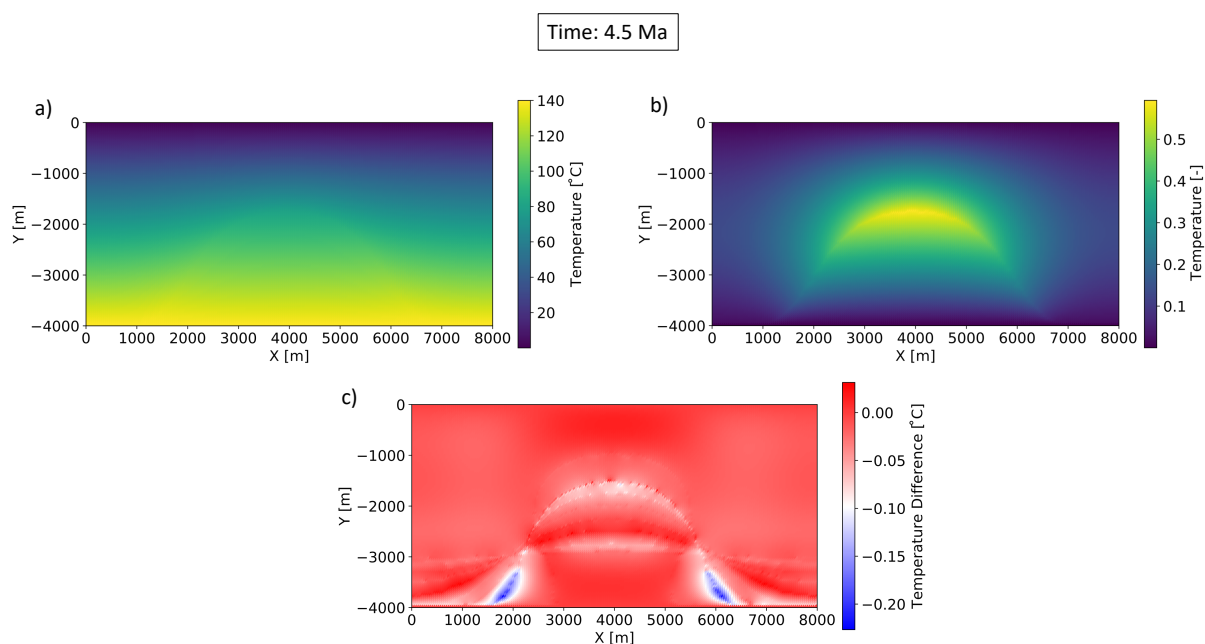 Time: 4.5 Ma
a)
0
−1000
−2000
−3000
−4000
Y [m]
0 1000 2000 3000 4000 5000 6000 7000 8000
X [m]
140
120
100
80
60
40
20
Temperature [˚C]
b)
0
−1000
−2000
−3000
−4000
Y [m]
0 1000 2000 3000 4000 5000 6000 7000 8000
X [m]
0.5
0.4
0.3
0.2
0.1
Temperature [-]
c)
0
−1000
−2000
−3000
−4000
Y [m]
0 1000 2000 3000 4000 5000 6000 7000 8000
X [m]
0.00
−0.05
−0.10
−0.15
−0.20
Temperature Difference [˚C]